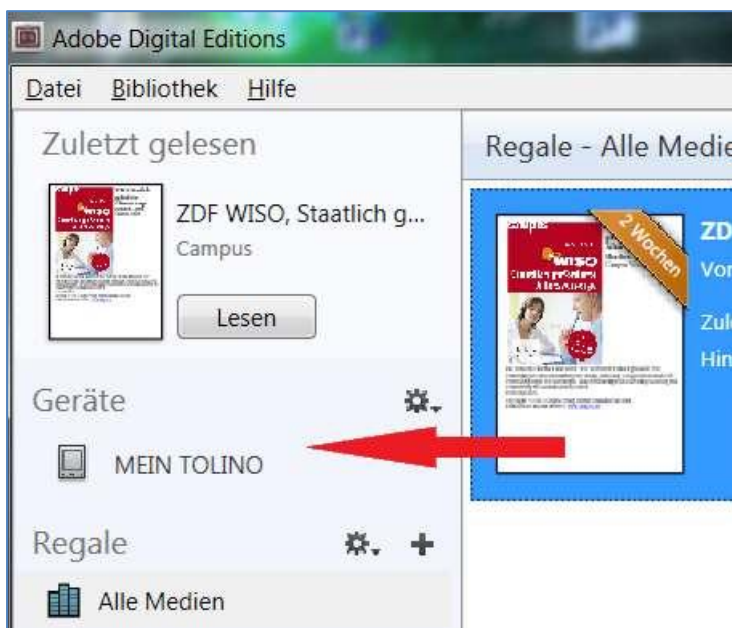 Adobe Digital Editions
Datei Bibliothek Hilfe
Zuletzt gelesen
WISO
ZDF WISO, Staatlich g...
Campus
Lesen
Geräte
MEIN TOLINO
Regale
Alle Medien
Regale - Alle Medie
2 Wochen
WISO
ZD
Vor
Zul
Hin